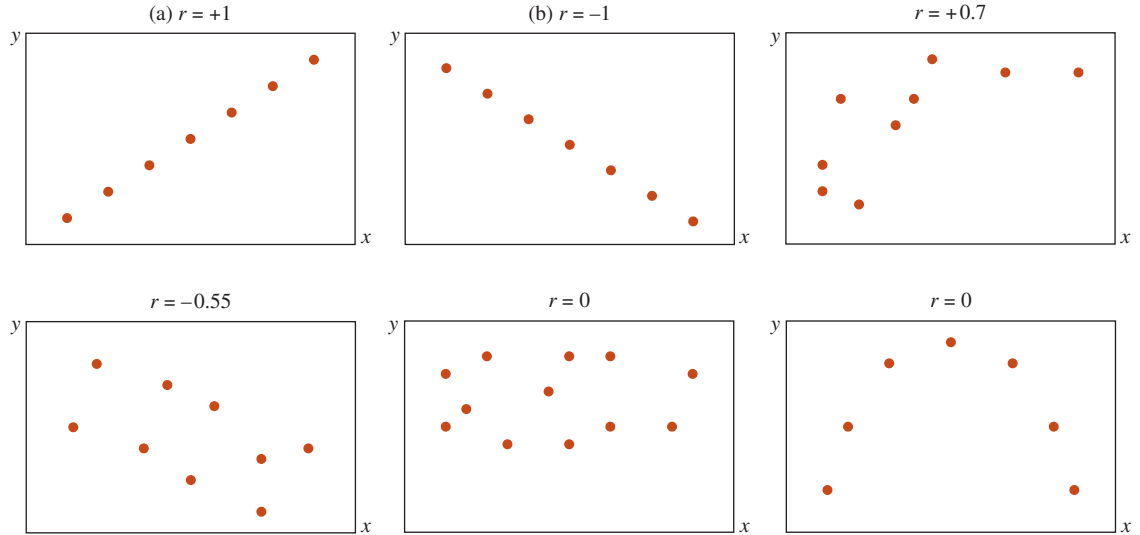 (a) r = +1
y
x
(b) r = –1
y
x
r = +0.7
y
x
r = –0.55
y
x
r = 0
y
x
r = 0
y
x